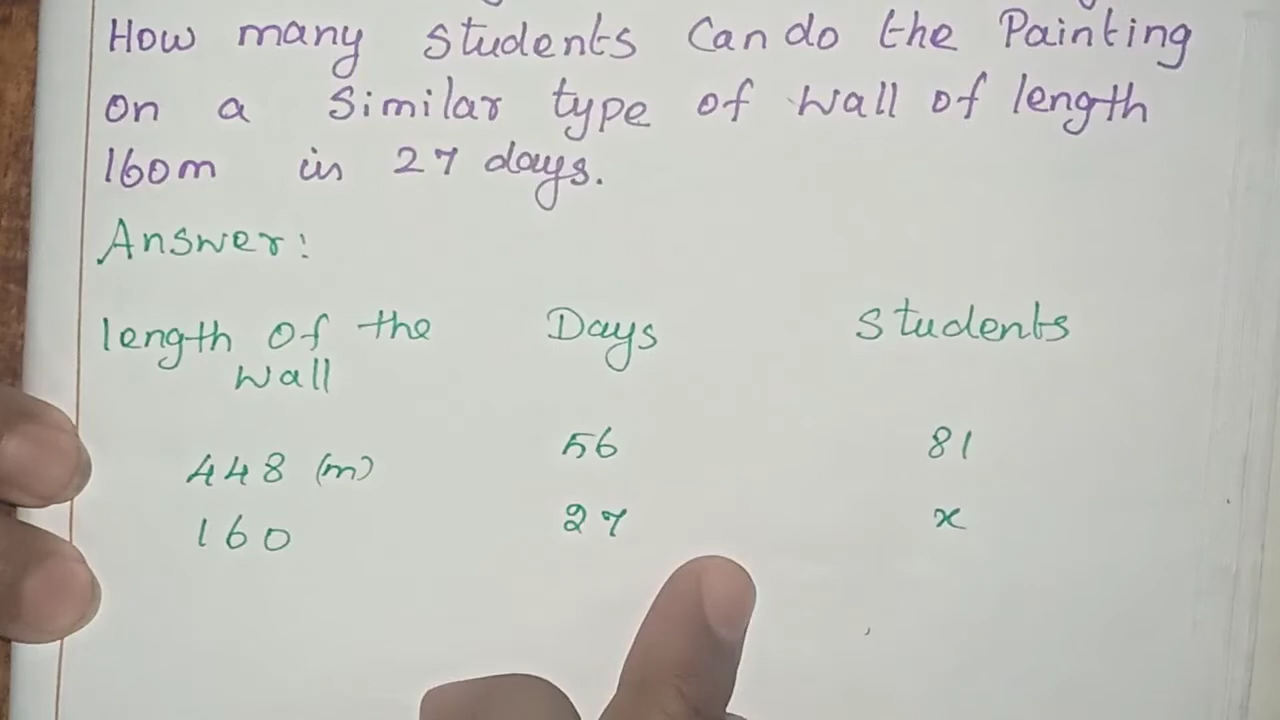 How many students Can do the Painting
on a Similar type of Wall of length
160m in 27 days.
Answer:
length of the Days Students
Wall
448 (m) 56 81
160 27 x